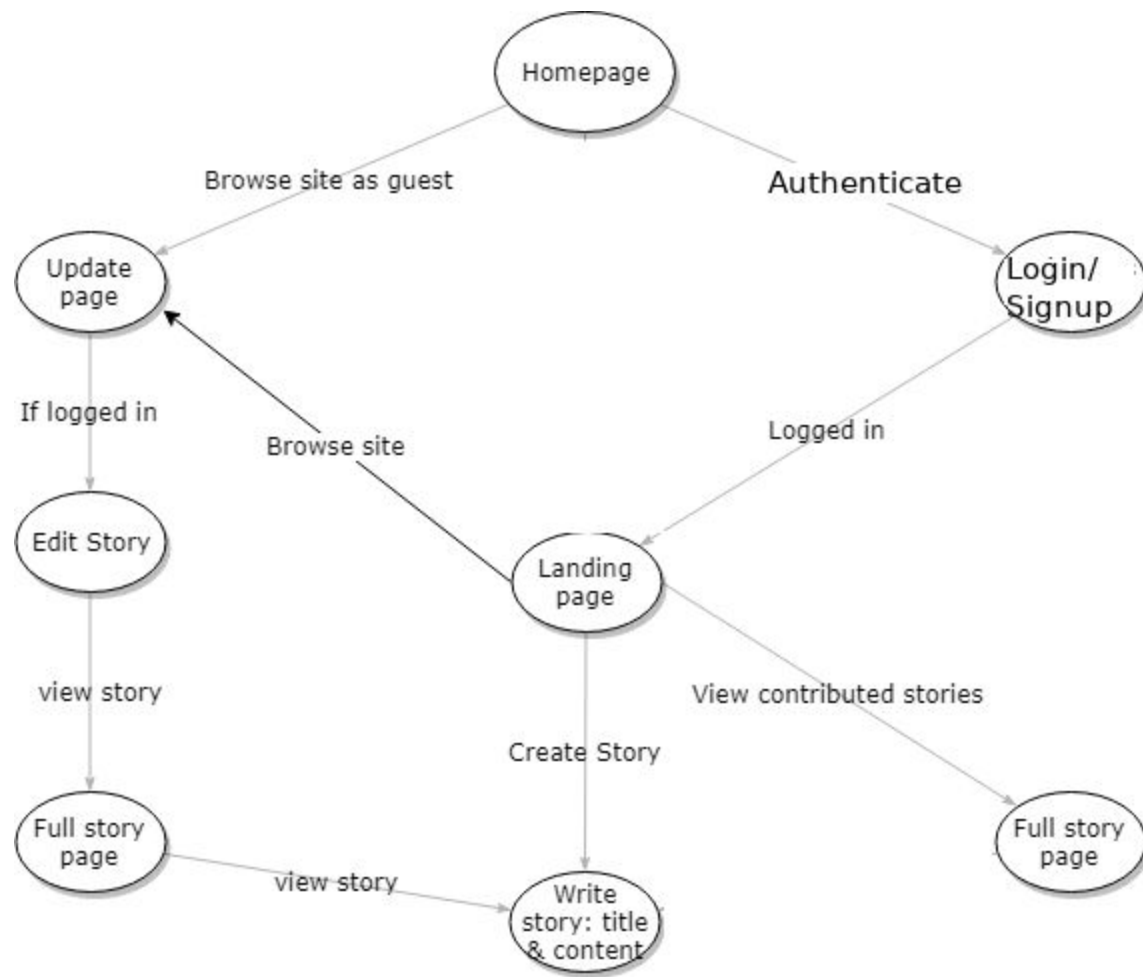 Homepage
Browse site as guest
Authenticate
Update
page
Login/
Signup
If logged in
Browse site
Logged in
Edit Story
Landing
page
view story
View contributed stories
Create Story
Full story
page
Full story
page
view story
Write
story: title
& content